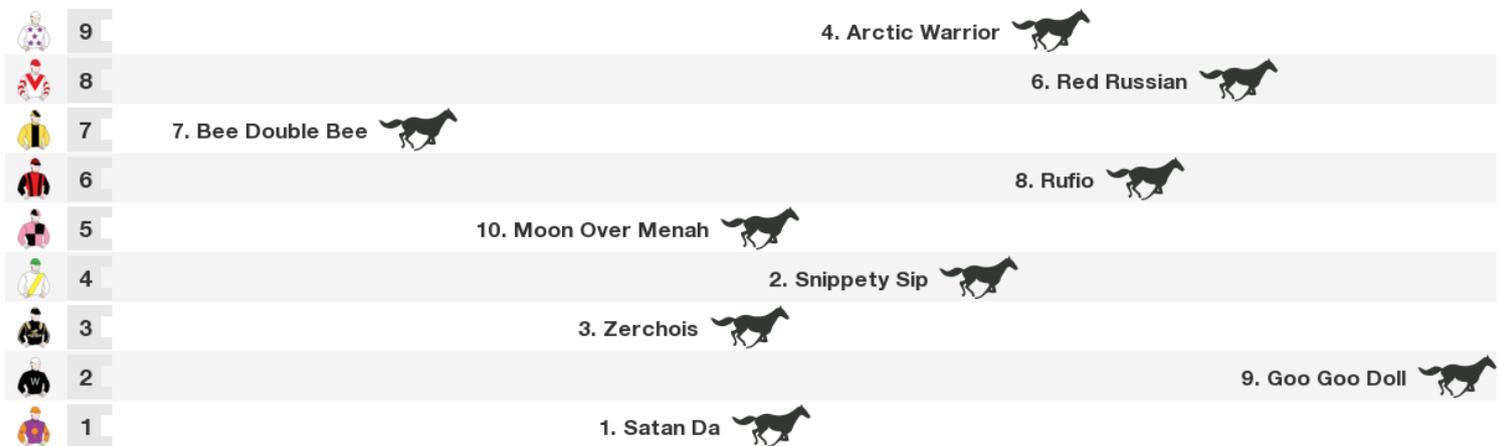 9 4. Arctic Warrior
8 6. Red Russian
7 7. Bee Double Bee
6 8. Rufio
5 10. Moon Over Menah
4 2. Snippety Sip
3 3. Zerchois
W 2 9. Goo Goo Doll
1 1. Satan Da